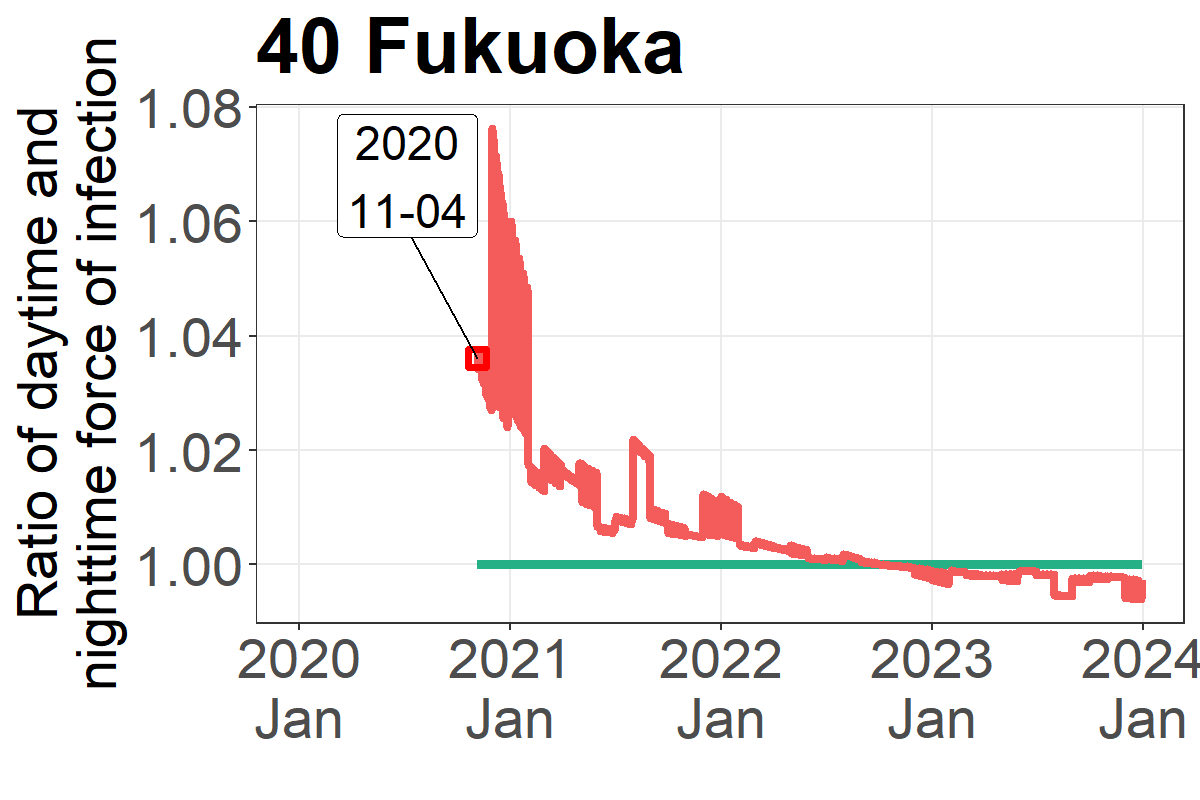 40 Fukuoka
Ratio of daytime and
nighttime force of infection
1.08
1.06
1.04
1.02
1.00
2020
11-04
2020
Jan
2021
Jan
2022
Jan
2023
Jan
2024
Jan